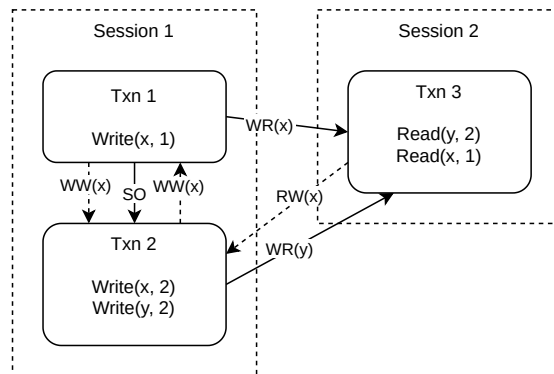 Session 1
Session 2
Txn 1
Write(x, 1)
Txn 3
Read(y, 2)
Read(x, 1)
WR(x)
WW(x)
SO
WW(x)
RW(x)
WR(y)
Txn 2
Write(x, 2)
Write(y, 2)